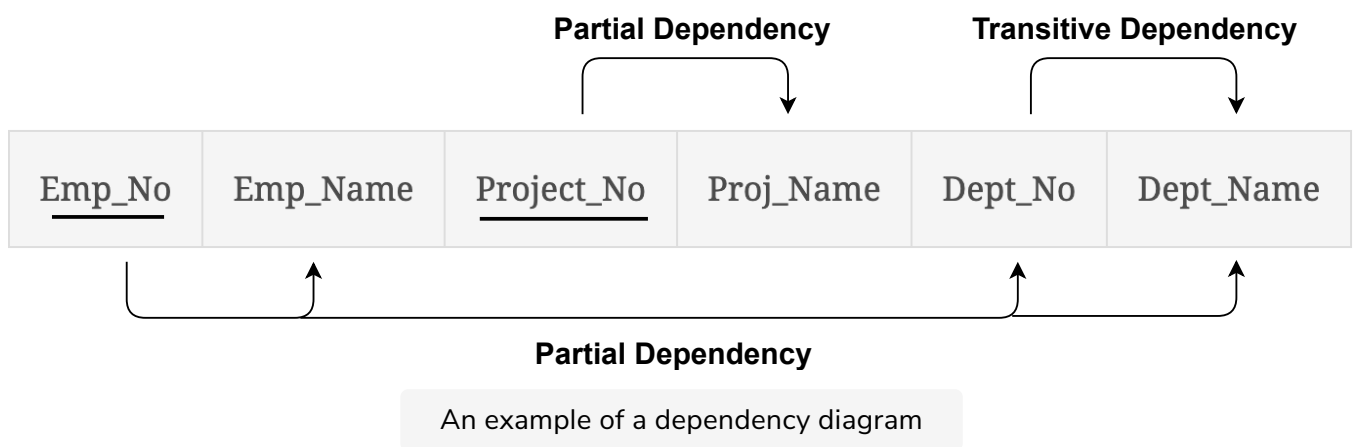 Partial Dependency Transitive Dependency
Emp_No Emp_Name Project_No Proj_Name Dept_No Dept_Name
Partial Dependency
An example of a dependency diagram